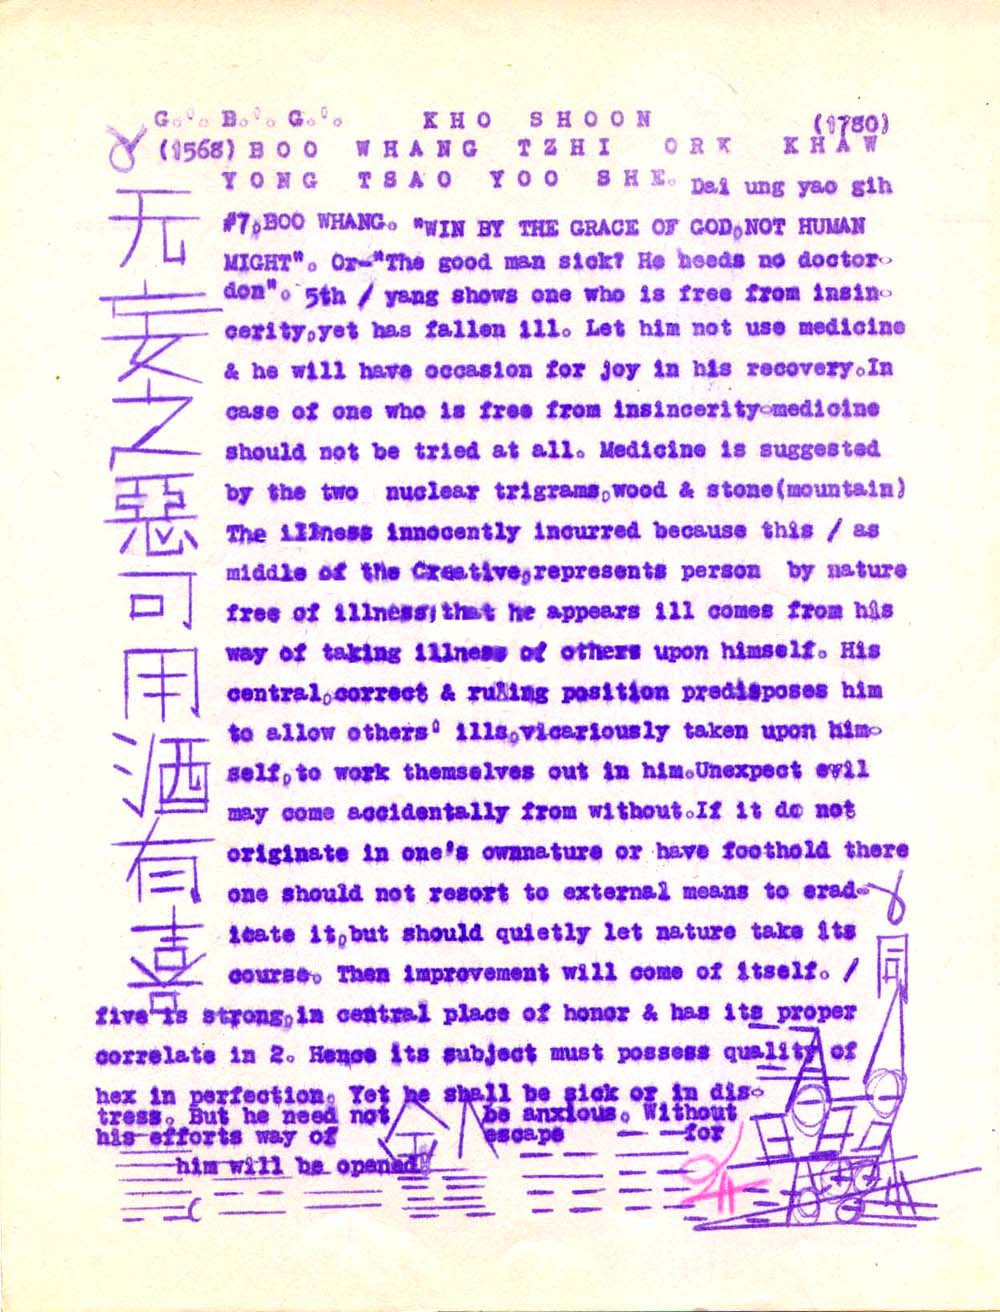 G.'. B.'. G.'. KHO SHOON (1780)
(1568) BOO WHANG TZHI ORK KHAW
YONG TSAO YOO SHE. Dai ung yao gih
#7,BOO WHANG. "WIN BY THE GRACE OF GOD,NOT HUMAN
MIGHT". Or-"The good man sick? He needs no doctor-
don". 5th / yang shows one who is free from insin-
cerity,yet has fallen ill. Let him not use medicine
& he will have occasion for joy in his recovery.In
case of one who is free from insincerity-medicine
should not be tried at all. Medicine is suggested
by the two nuclear trigrams,wood & stone(mountain)
The illness innocently incurred because this / as
middle of the Creative,represents person by nature
free of illness;that he appears ill comes from his
way of taking illness of others upon himself. His
central,correct & ruling position predisposes him
to allow others' ills,vicariously taken upon him-
self,to work themselves out in him.Unexpect evil
may come accidentally from without.If it do not
originate in one's ownnature or have foothold there
one should not resort to external means to erad-
icate it,but should quietly let nature take its
course. Then improvement will come of itself. /
five is strong,in central place of honor & has its proper
correlate in 2. Hence its subject must possess quality of
hex in perfection. Yet he shall be sick or in dis-
tress. But he need not be anxious. Without
his efforts way of escape for
him will be opened
无妄之惡可用洒有喜